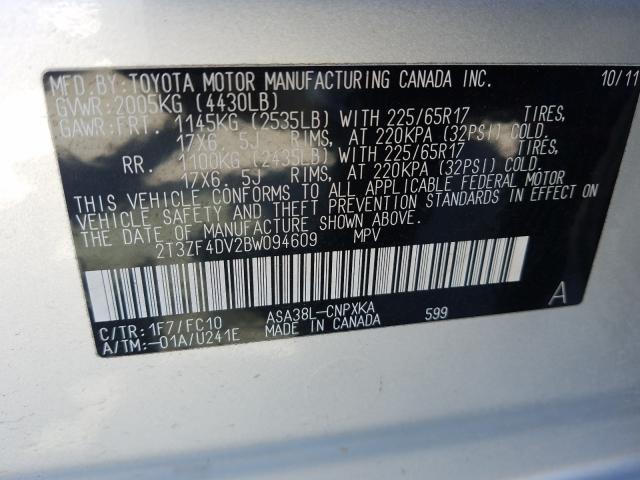 MFD. BY: TOYOTA MOTOR MANUFACTURING CANADA INC. 10/11
GVWR: 2005KG (4430LB)
GAWR: FRT. 1145KG (2535LB) WITH 225/65R17 TIRES,
17X6.5J RIMS, AT 220KPA (32PSI) COLD.
RR. 1100KG (2435LB) WITH 225/65R17 TIRES,
17X6.5J RIMS, AT 220KPA (32PSI) COLD.
THIS VEHICLE CONFORMS TO ALL APPLICABLE FEDERAL MOTOR
VEHICLE SAFETY AND THEFT PREVENTION STANDARDS IN EFFECT ON
THE DATE OF MANUFACTURE SHOWN ABOVE.
2T3ZF4DV2BW094609 MPV
C/TR: 1F7/FC10 ASA38L-CNPXKA A
A/TM:-01A/U241E MADE IN CANADA 599